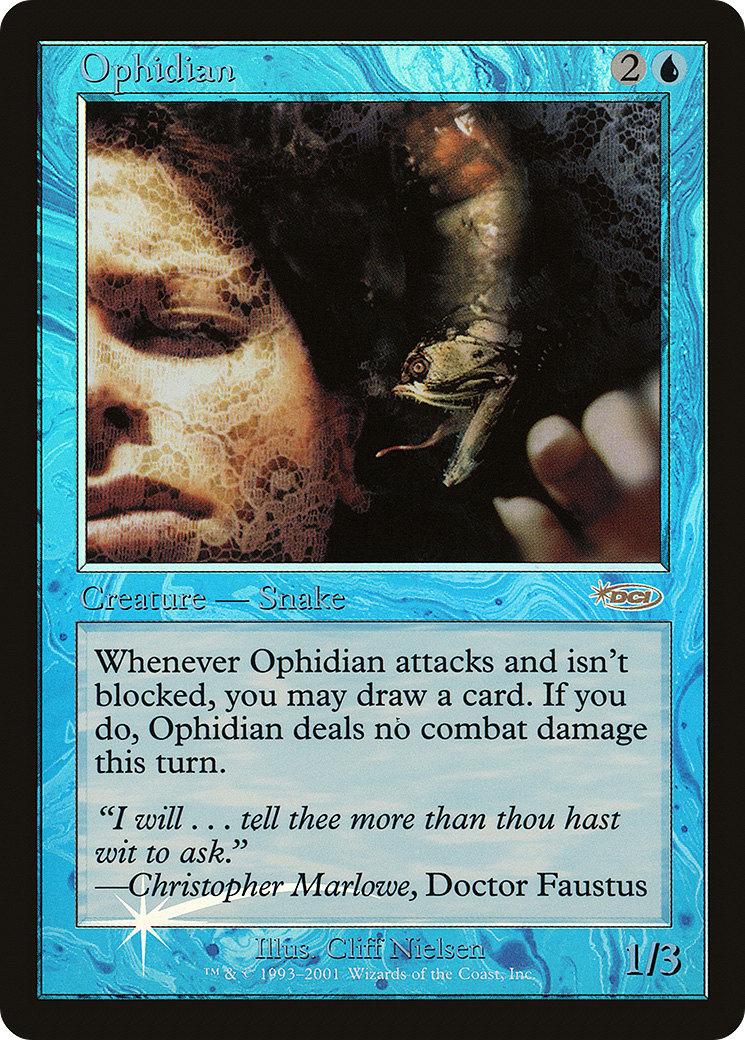 Ophidian 2
Creature — Snake DCI
Whenever Ophidian attacks and isn't
blocked, you may draw a card. If you
do, Ophidian deals no combat damage
this turn.
“I will . . . tell thee more than thou hast
wit to ask.”
—Christopher Marlowe, Doctor Faustus
Illus. Cliff Nielsen
™ & © 1993–2001 Wizards of the Coast, Inc.
1/3